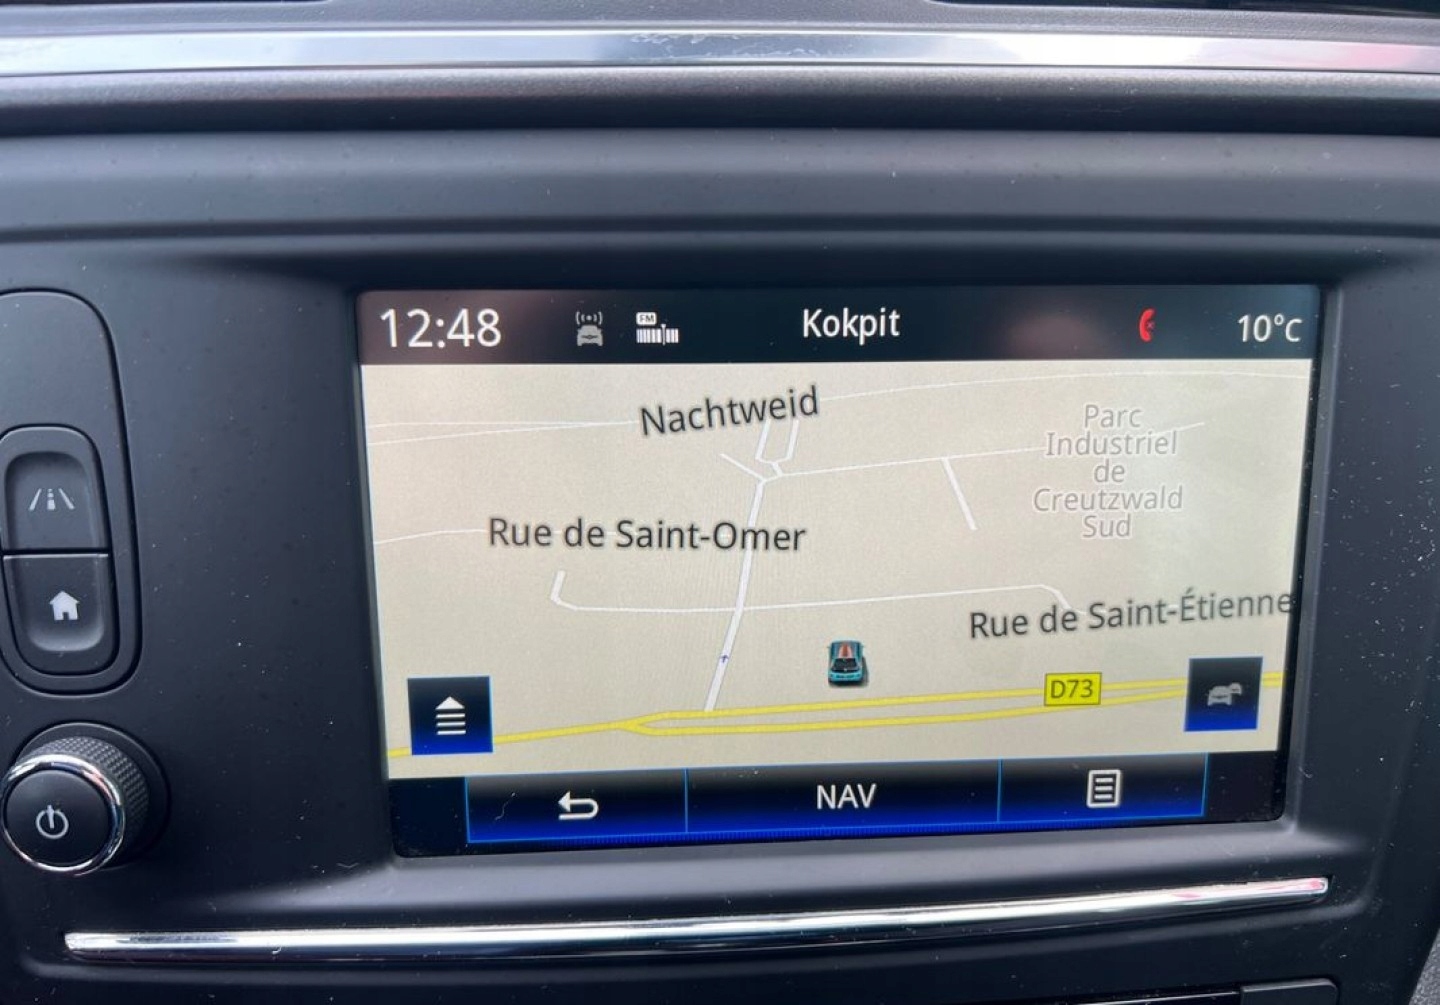 12:48
FM
Kokpit
10°C
Nachtweid
Parc
Industriel
de
Creutzwald
Sud
Rue de Saint-Omer
Rue de Saint-Étienne
D73
NAV